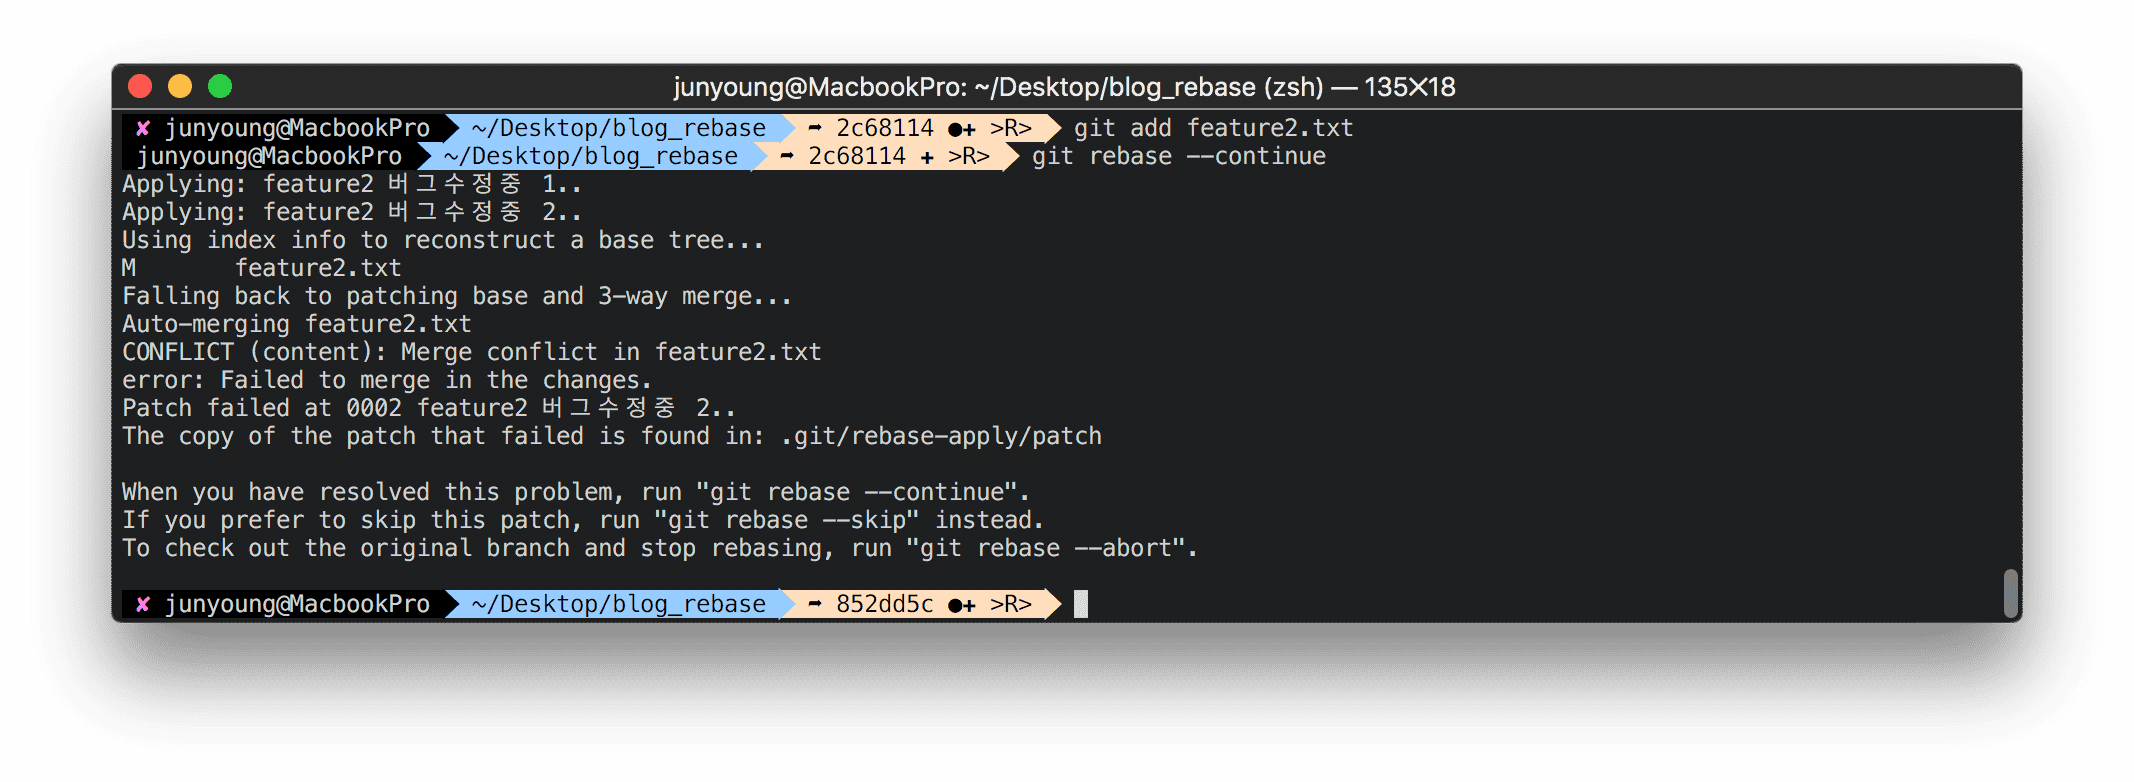 junyoung@MacbookPro: ~/Desktop/blog_rebase (zsh) — 135✕18
✘ junyoung@MacbookPro ~/Desktop/blog_rebase ➦ 2c68114 ●✚ >R> git add feature2.txt
junyoung@MacbookPro ~/Desktop/blog_rebase ➦ 2c68114 ✚ >R> git rebase --continue
Applying: feature2 버그수정중 1..
Applying: feature2 버그수정중 2..
Using index info to reconstruct a base tree...
M feature2.txt
Falling back to patching base and 3-way merge...
Auto-merging feature2.txt
CONFLICT (content): Merge conflict in feature2.txt
error: Failed to merge in the changes.
Patch failed at 0002 feature2 버그수정중 2..
The copy of the patch that failed is found in: .git/rebase-apply/patch
When you have resolved this problem, run "git rebase --continue".
If you prefer to skip this patch, run "git rebase --skip" instead.
To check out the original branch and stop rebasing, run "git rebase --abort".
✘ junyoung@MacbookPro ~/Desktop/blog_rebase ➦ 852dd5c ●✚ >R>